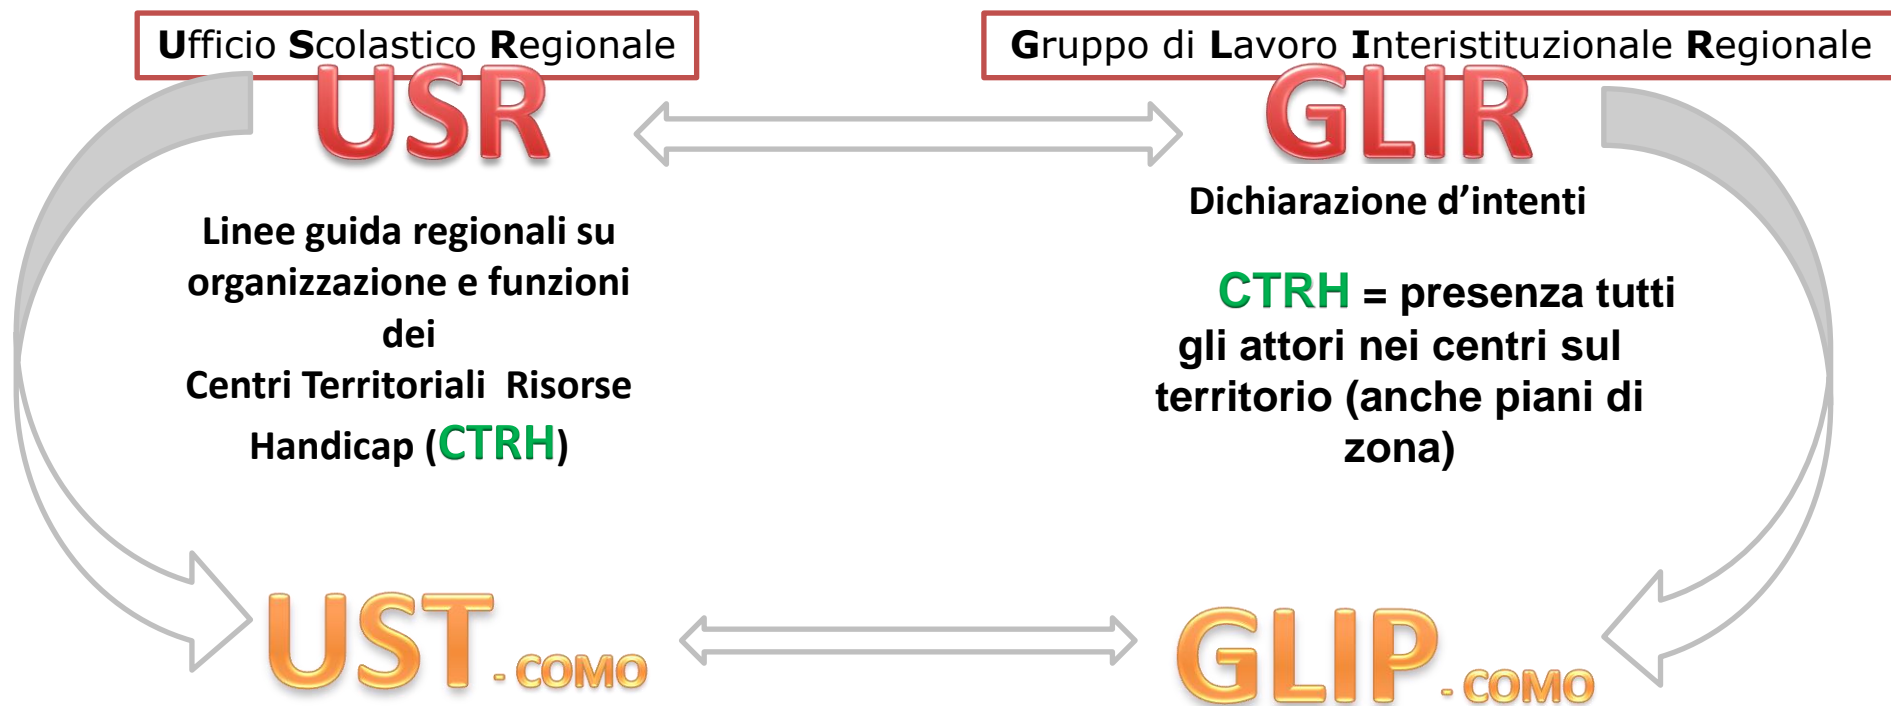 Ufficio Scolastico Regionale
USR
Linee guida regionali su
organizzazione e funzioni
dei
Centri Territoriali Risorse
Handicap (CTRH)
Gruppo di Lavoro Interistituzionale Regionale
GLIR
Dichiarazione d’intenti
CTRH = presenza tutti
gli attori nei centri sul
territorio (anche piani di
zona)
UST - COMO
GLIP - COMO